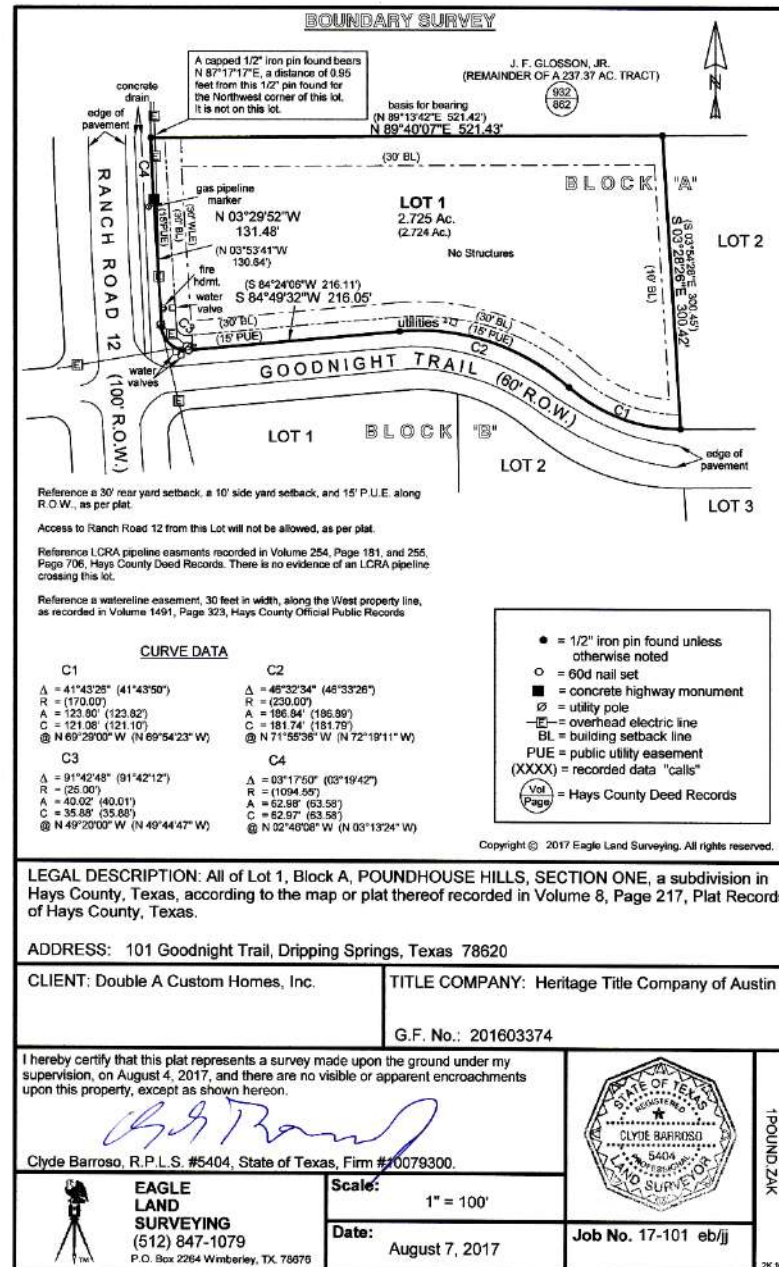 BOUNDARY SURVEY
A capped 1/2" iron pin found bears
N 87°17'17"E, a distance of 0.95
feet from this 1/2" pin found for
the Northwest corner of this lot.
It is not on this lot.
J. F. GLOSSON, JR.
(REMAINDER OF A 237.37 AC. TRACT)
932
862
N
concrete
drain
edge of
pavement
basis for bearing
(N 89°13'42"E 521.42')
N 89°40'07"E 521.43'
(30' BL)
BLOCK "A"
C4
RANCH ROAD 12 (100' R.O.W.)
gas pipeline
marker
(15'PUE)
(30' BL)
(30' WLE)
N 03°29'52"W
131.48'
(N 03°53'41"W
130.64')
LOT 1
2.725 Ac.
(2.724 Ac.)
No Structures
LOT 2
(S 03°54'28"E 300.45')
S 03°28'26"E 300.42'
(10' BL)
fire
hdrnt.
water
valve
C3
(S 84°24'06"W 216.11')
S 84°49'32"W 216.05'
(30' BL)
(15' PUE)
utilities
(30' BL)
(15' PUE)
C2
C1
water
valves
GOODNIGHT TRAIL (60' R.O.W.)
LOT 1
BLOCK "B"
LOT 2
edge of
pavement
LOT 3
Reference a 30' rear yard setback, a 10' side yard setback, and 15' P.U.E. along
R.O.W., as per plat.
Access to Ranch Road 12 from this Lot will not be allowed, as per plat.
Reference LCRA pipeline easments recorded in Volume 254, Page 181, and 255,
Page 706, Hays County Deed Records. There is no evidence of an LCRA pipeline
crossing this lot.
Reference a watereline easement, 30 feet in width, along the West property line,
as recorded in Volume 1491, Page 323, Hays County Official Public Records
CURVE DATA
C1
Δ = 41°43'26" (41°43'50")
R = (170.00')
A = 123.80' (123.82')
C = 121.08' (121.10')
@ N 69°29'00" W (N 69°54'23" W)
C2
Δ = 46°32'34" (46°33'26")
R = (230.00')
A = 186.84' (186.89')
C = 181.74' (181.79')
@ N 71°55'36" W (N 72°19'11" W)
C3
Δ = 91°42'48" (91°42'12")
R = (25.00')
A = 40.02' (40.01')
C = 35.88' (35.88')
@ N 49°20'00" W (N 49°44'47" W)
C4
Δ = 03°17'50" (03°19'42")
R = (1094.55')
A = 62.98' (63.58')
C = 62.97' (63.58')
@ N 02°46'08" W (N 03°13'24" W)
● = 1/2" iron pin found unless
otherwise noted
○ = 60d nail set
■ = concrete highway monument
Ø = utility pole
—E— = overhead electric line
BL = building setback line
PUE = public utility easement
(XXXX) = recorded data "calls"
Vol
Page = Hays County Deed Records
Copyright © 2017 Eagle Land Surveying. All rights reserved.
LEGAL DESCRIPTION: All of Lot 1, Block A, POUNDHOUSE HILLS, SECTION ONE, a subdivision in
Hays County, Texas, according to the map or plat thereof recorded in Volume 8, Page 217, Plat Records
of Hays County, Texas.
ADDRESS: 101 Goodnight Trail, Dripping Springs, Texas 78620
CLIENT: Double A Custom Homes, Inc.
TITLE COMPANY: Heritage Title Company of Austin
G.F. No.: 201603374
I hereby certify that this plat represents a survey made upon the ground under my
supervision, on August 4, 2017, and there are no visible or apparent encroachments
upon this property, except as shown hereon.
Clyde Barroso, R.P.L.S. #5404, State of Texas, Firm #10079300.
STATE OF TEXAS
REGISTERED
CLYDE BARROSO
5404
PROFESSIONAL
LAND SURVEYOR
1POUND.ZAK
EAGLE
LAND
SURVEYING
(512) 847-1079
P.O. Box 2264 Wimberley, TX. 78676
TM
Scale:
1" = 100'
Date:
August 7, 2017
Job No. 17-101 eb/jj